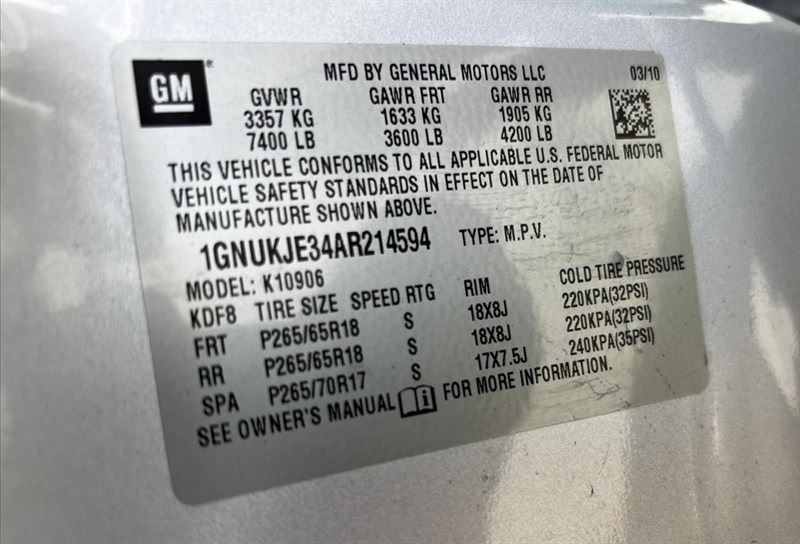 GM®
MFD BY GENERAL MOTORS LLC 03/10
GVWR GAWR FRT GAWR RR
3357 KG 1633 KG 1905 KG
7400 LB 3600 LB 4200 LB
THIS VEHICLE CONFORMS TO ALL APPLICABLE U.S. FEDERAL MOTOR
VEHICLE SAFETY STANDARDS IN EFFECT ON THE DATE OF
MANUFACTURE SHOWN ABOVE.
1GNUKJE34AR214594 TYPE: M.P.V.
MODEL: K10906
KDF8 TIRE SIZE SPEED RTG RIM COLD TIRE PRESSURE
FRT P265/65R18 S 18X8J 220KPA(32PSI)
RR P265/65R18 S 18X8J 220KPA(32PSI)
SPA P265/70R17 S 17X7.5J 240KPA(35PSI)
SEE OWNER'S MANUAL i FOR MORE INFORMATION.